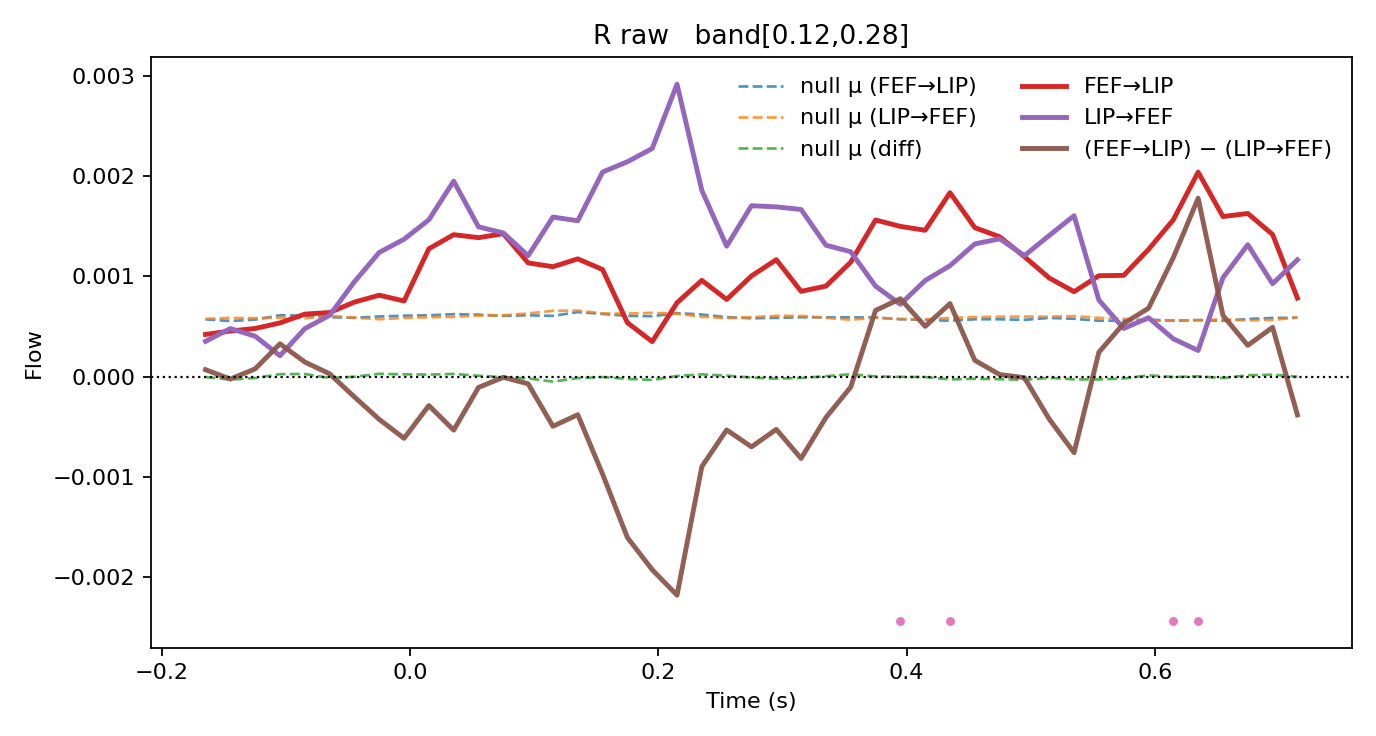 R raw   band[0.12,0.28]
0.003
0.002
0.001
0.000
−0.001
−0.002
Flow
null μ (FEF→LIP)
null μ (LIP→FEF)
null μ (diff)
FEF→LIP
LIP→FEF
(FEF→LIP) − (LIP→FEF)
−0.2
0.0
0.2
0.4
0.6
Time (s)